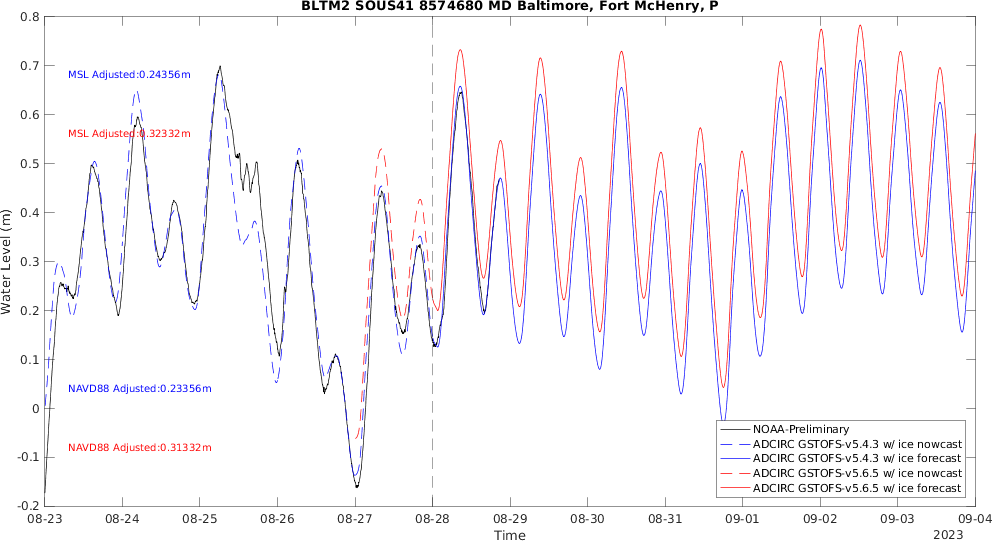 BLTM2 SOUS41 8574680 MD Baltimore, Fort McHenry, P
0.8
0.7
0.6
0.5
0.4
0.3
0.2
0.1
0
-0.1
-0.2
Water Level (m)
MSL Adjusted:0.24356m
MSL Adjusted:0.32332m
NAVD88 Adjusted:0.23356m
NAVD88 Adjusted:0.31332m
NOAA-Preliminary
ADCIRC GSTOFS-v5.4.3 w/ ice nowcast
ADCIRC GSTOFS-v5.4.3 w/ ice forecast
ADCIRC GSTOFS-v5.6.5 w/ ice nowcast
ADCIRC GSTOFS-v5.6.5 w/ ice forecast
08-23 08-24 08-25 08-26 08-27 08-28 08-29 08-30 08-31 09-01 09-02 09-03 09-04
Time
2023